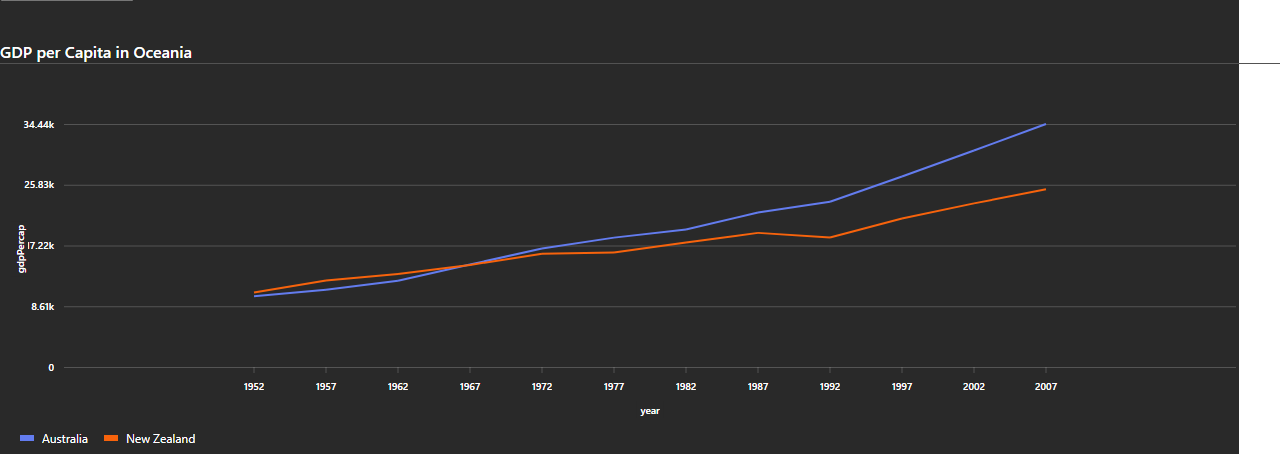 GDP per Capita in Oceania
34.44k
25.83k
17.22k
8.61k
0
gdpPercap
1952 1957 1962 1967 1972 1977 1982 1987 1992 1997 2002 2007
year
Australia New Zealand